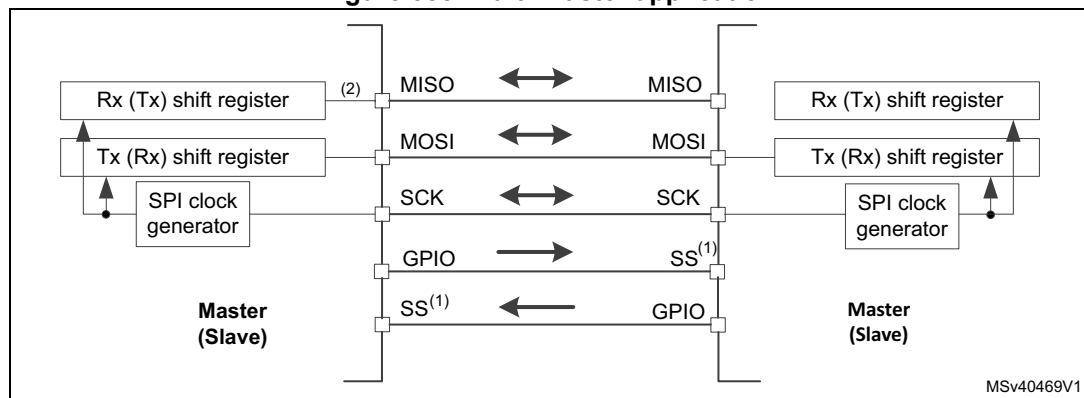 Rx (Tx) shift register
(2)
MISO
MISO
Rx (Tx) shift register
Tx (Rx) shift register
MOSI
MOSI
Tx (Rx) shift register
SPI clock
generator
SCK
SCK
SPI clock
generator
GPIO
SS(1)
Master
(Slave)
SS(1)
GPIO
Master
(Slave)
MSv40469V1